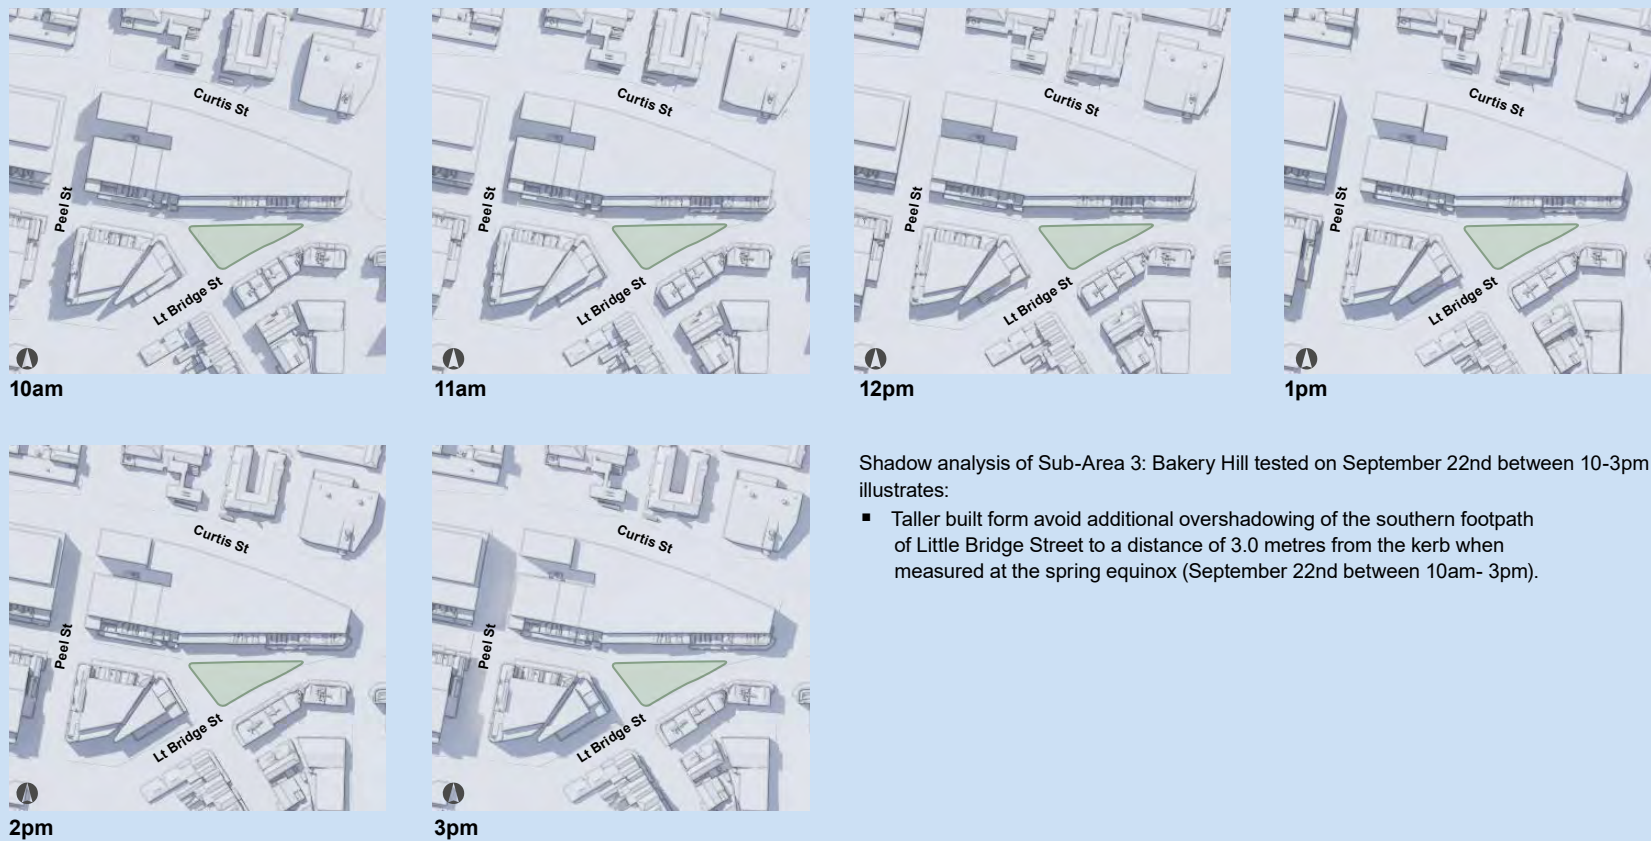 Curtis St
Peel St
Lt Bridge St
10am
Curtis St
Peel St
Lt Bridge St
11am
Curtis St
Peel St
Lt Bridge St
12pm
Curtis St
Peel St
Lt Bridge St
1pm
Curtis St
Peel St
Lt Bridge St
2pm
Curtis St
Peel St
Lt Bridge St
3pm
Shadow analysis of Sub-Area 3: Bakery Hill tested on September 22nd between 10-3pm
illustrates:
▪ Taller built form avoid additional overshadowing of the southern footpath
of Little Bridge Street to a distance of 3.0 metres from the kerb when
measured at the spring equinox (September 22nd between 10am- 3pm).